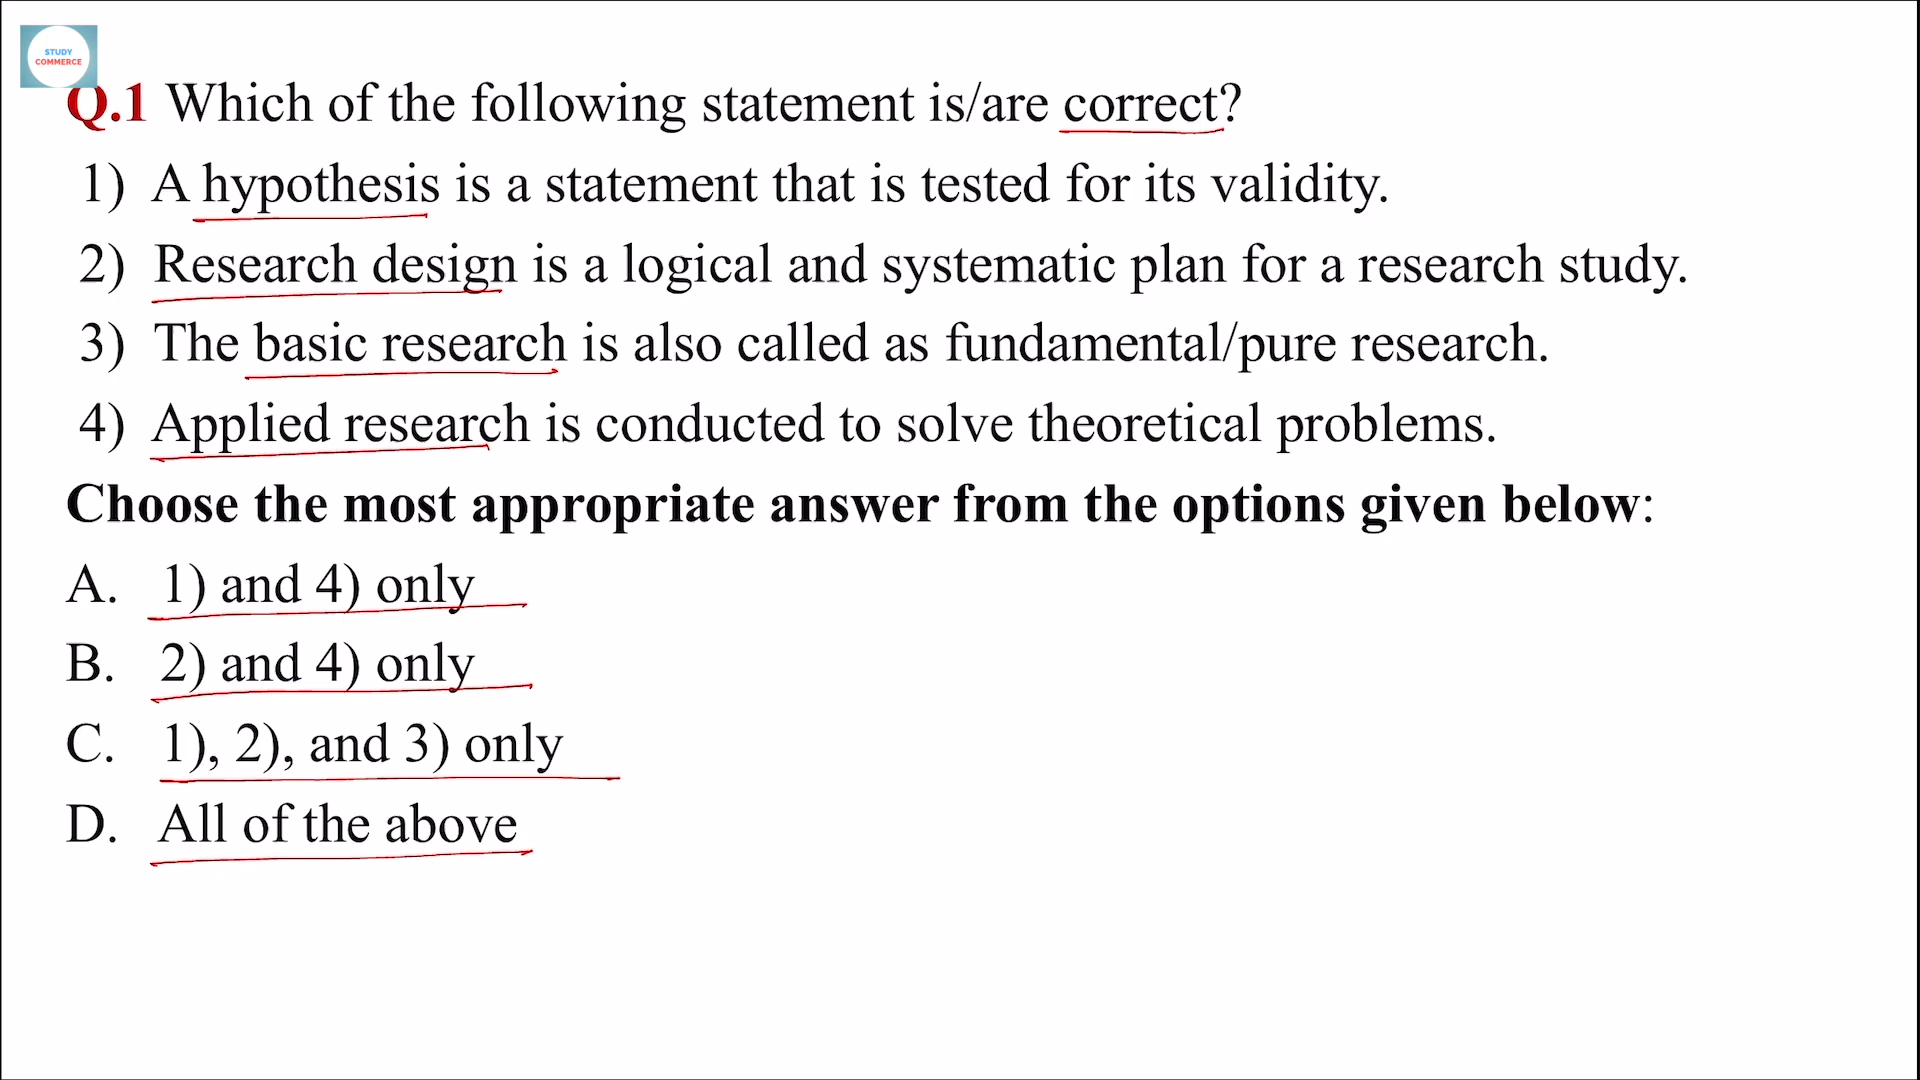 STUDY
COMMERCE
Q.1 Which of the following statement is/are correct?
1) A hypothesis is a statement that is tested for its validity.
2) Research design is a logical and systematic plan for a research study.
3) The basic research is also called as fundamental/pure research.
4) Applied research is conducted to solve theoretical problems.
Choose the most appropriate answer from the options given below:
A. 1) and 4) only
B. 2) and 4) only
C. 1), 2), and 3) only
D. All of the above